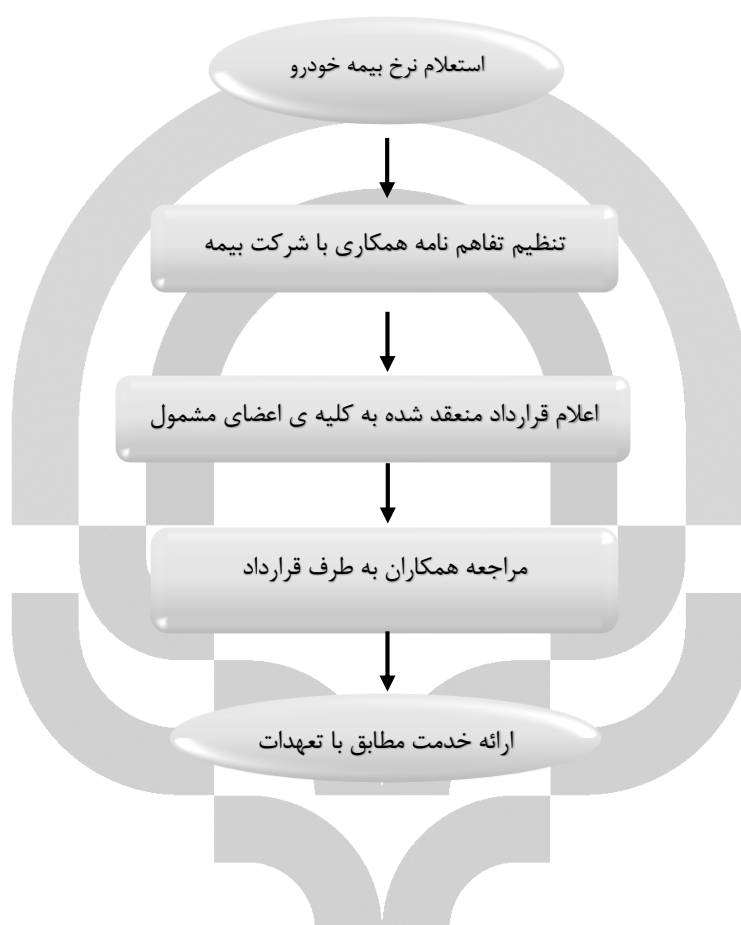 استعلام نرخ بیمه خودرو
تنظیم تفاهم نامه همکاری با شرکت بیمه
اعلام قرارداد منعقد شده به کلیه ی اعضای مشمول
مراجعه همکاران به طرف قرارداد
ارائه خدمت مطابق با تعهدات